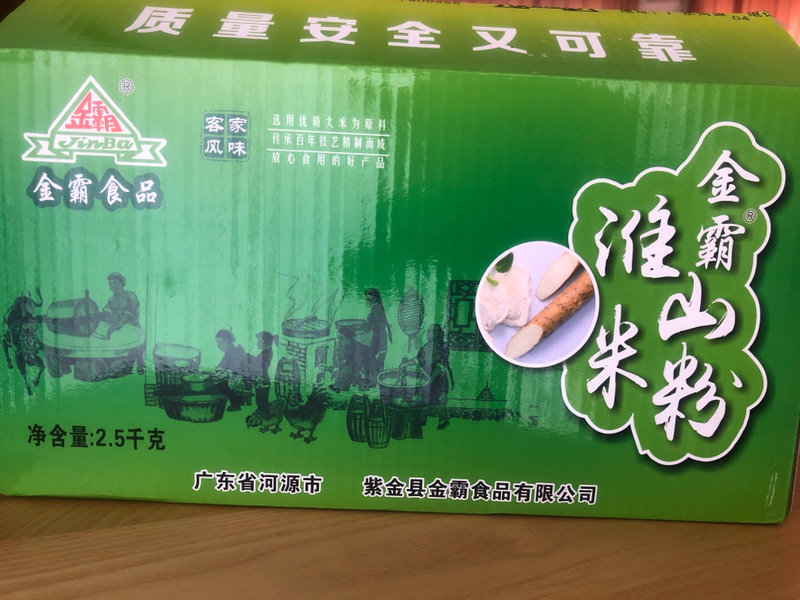 质量安全又可靠
金霸
®
JinBa
金霸食品
客家
风味
选用优质大米为原料
传承百年技艺精制而成
放心食用的好产品
金霸®
淮山
米粉
净含量:2.5千克
广东省河源市 紫金县金霸食品有限公司